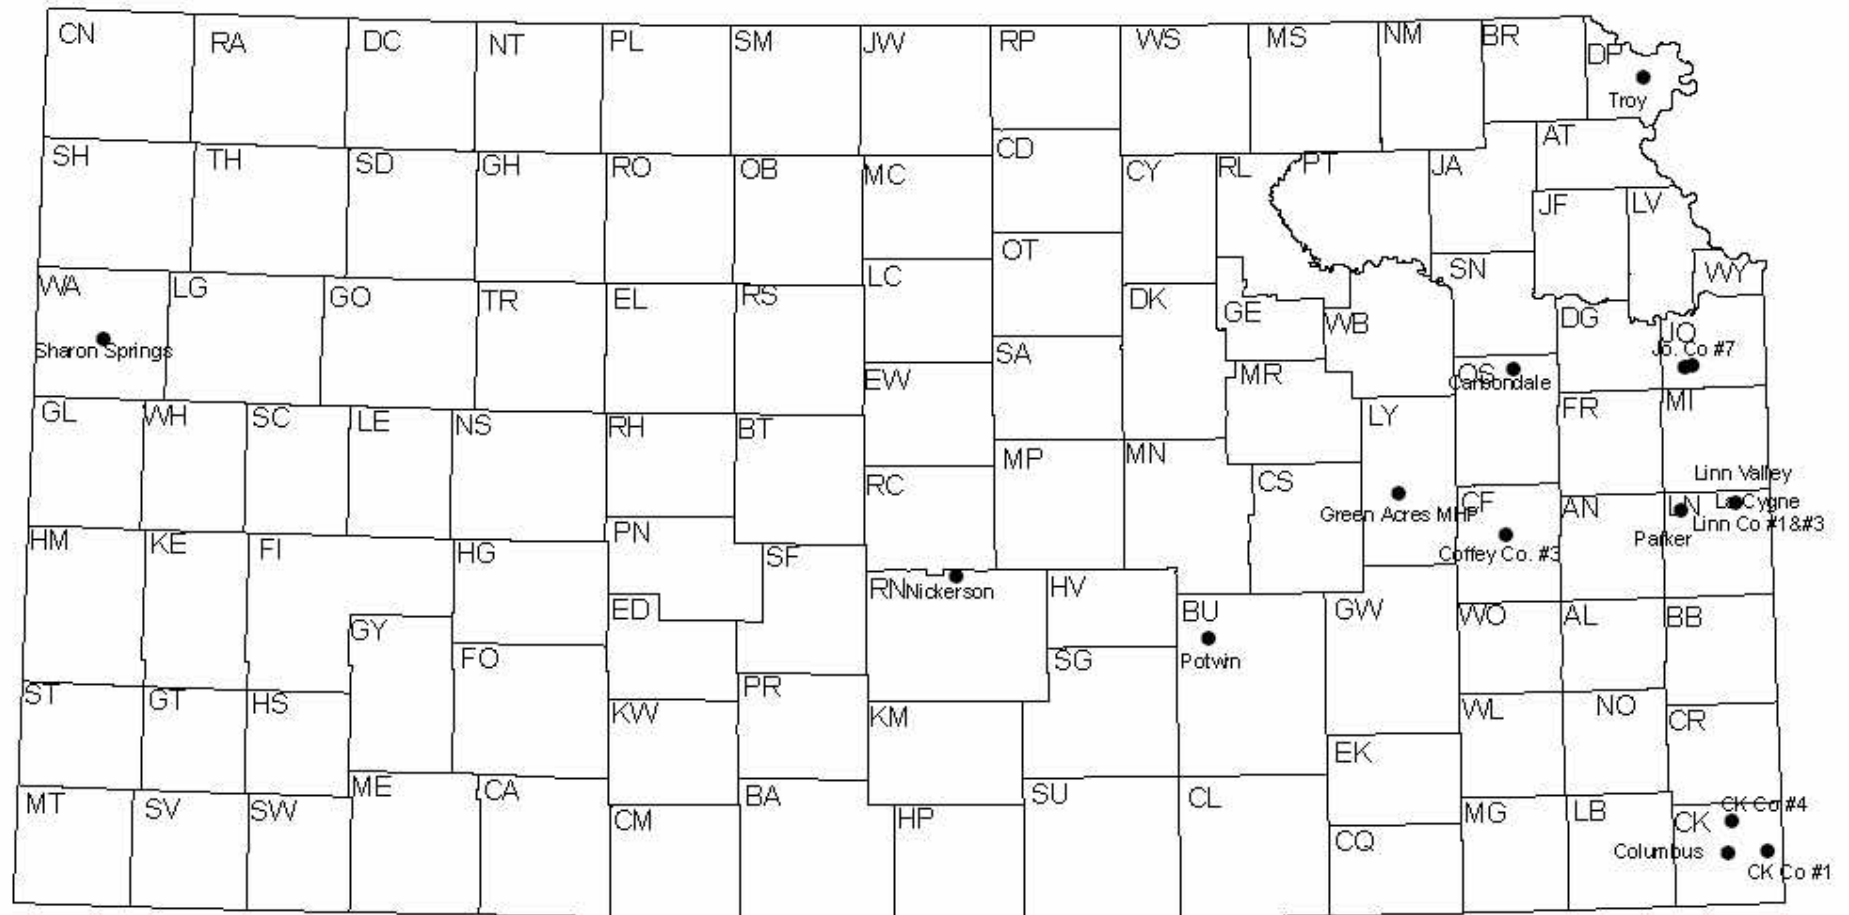 CN RA DC NT PL SM JW RP WS MS NM BR DP
Troy
SH TH SD GH RO OB MC CD CY RL PT JA AT
JF LV
OT
SN WY
WA LG GO TR EL RS LC DK GE WB DG JO
Sharon Springs
Jo. Co #7
SA
EW MR OS
Carbondale
GL WH SC LE NS RH BT LY FR MI
MP MN
RC CS
Linn Valley
CF AN LN La Cygne
Green Acres MHP
Linn Co #1&#3
HM KE FI HG PN SF
Coffey Co. #3
Parker
RN Nickerson HV
ED BU GW WO AL BB
GY
Potwin
FO SG
ST GT HS PR
KW KM WL NO CR
EK
MT SV SW ME CA CM BA HP SU CL
CQ MG LB CK
CK Co #4
Columbus
CK Co #1